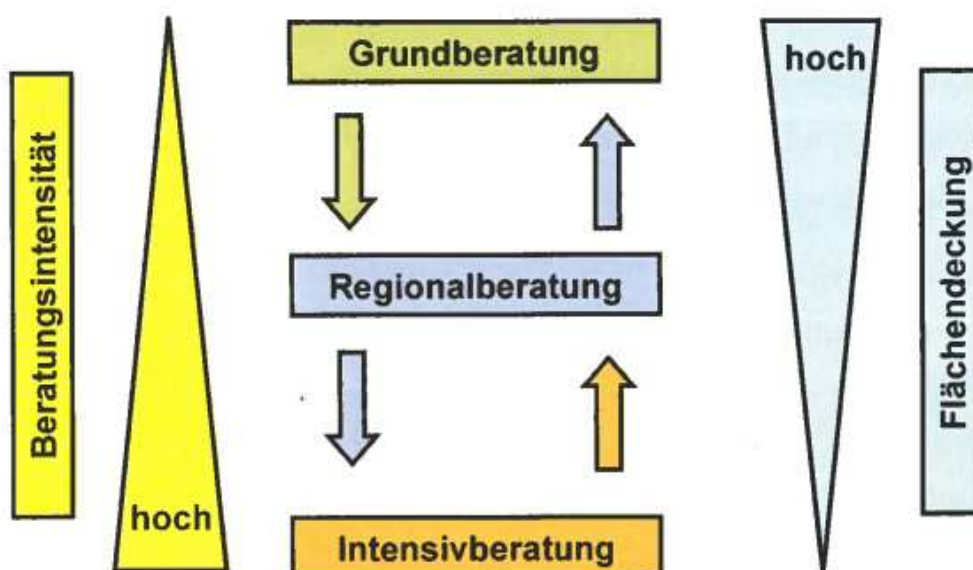 Grundberatung
hoch
Beratungsintensität
Flächendeckung
Regionalberatung
hoch
Intensivberatung